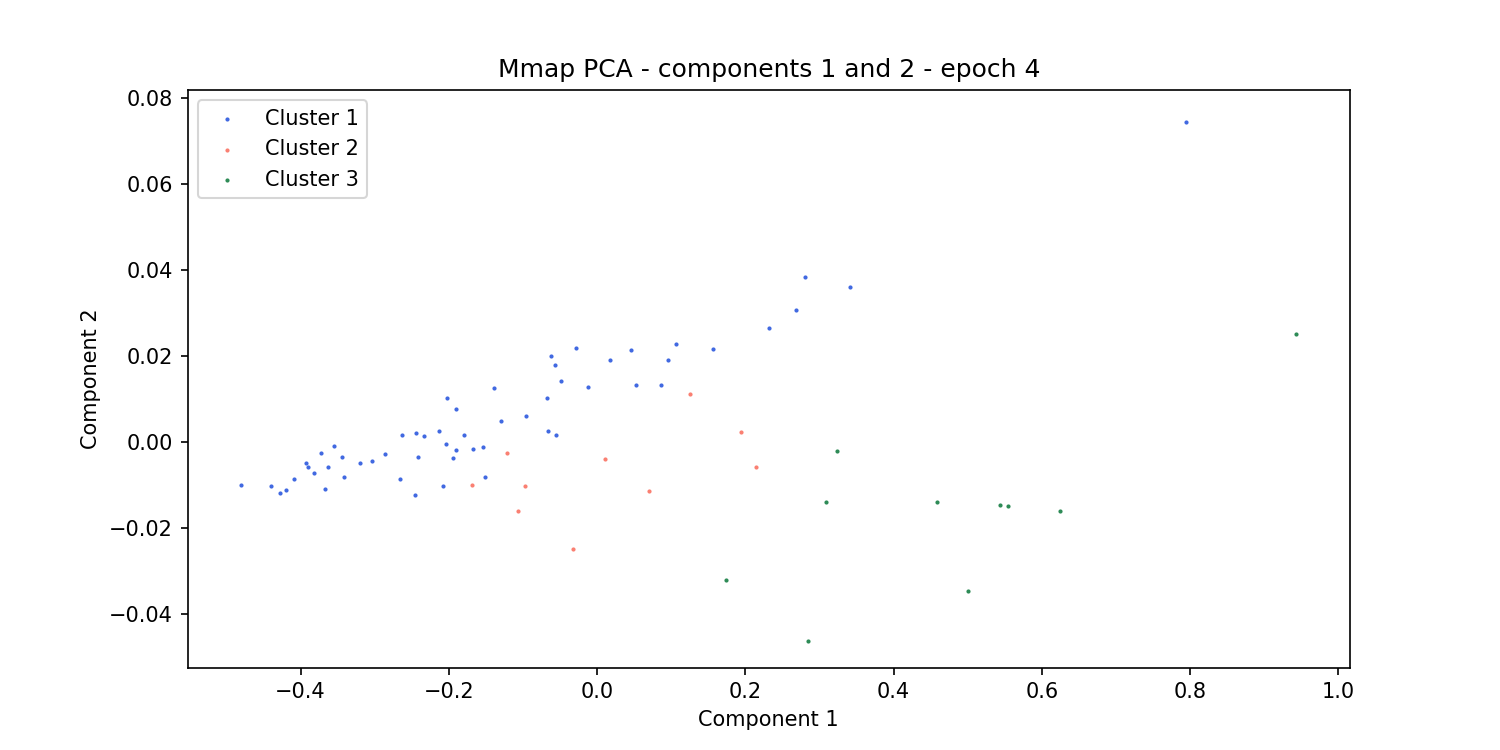 Mmap PCA - components 1 and 2 - epoch 4
Cluster 1
Cluster 2
Cluster 3
0.08
0.06
0.04
0.02
0.00
−0.02
−0.04
Component 2
−0.4
−0.2
0.0
0.2
0.4
0.6
0.8
1.0
Component 1